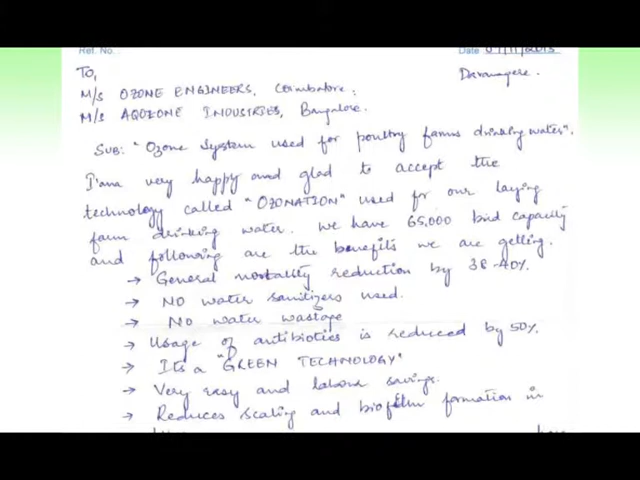 Ref. No. Date
To, Davanagere.
M/s OZONE ENGINEERS, Coimbatore.
M/s AQOZONE INDUSTRIES, Bangalore.
SUB: "Ozone System used for poultry farms drinking water".
I'am very happy and glad to accept the
technology called "OZONATION" used for our laying
farm drinking water. We have 65,000 bird capacity
and following are the benefits we are getting.
→ General mortality reduction by 38-40%.
→ NO water sanitizers used.
→ No water wastage
→ Usage of antibiotics is reduced by 50%.
→ Its a "GREEN TECHNOLOGY"
→ Very easy and labour savings.
→ Reduces scaling and biofilm formation in